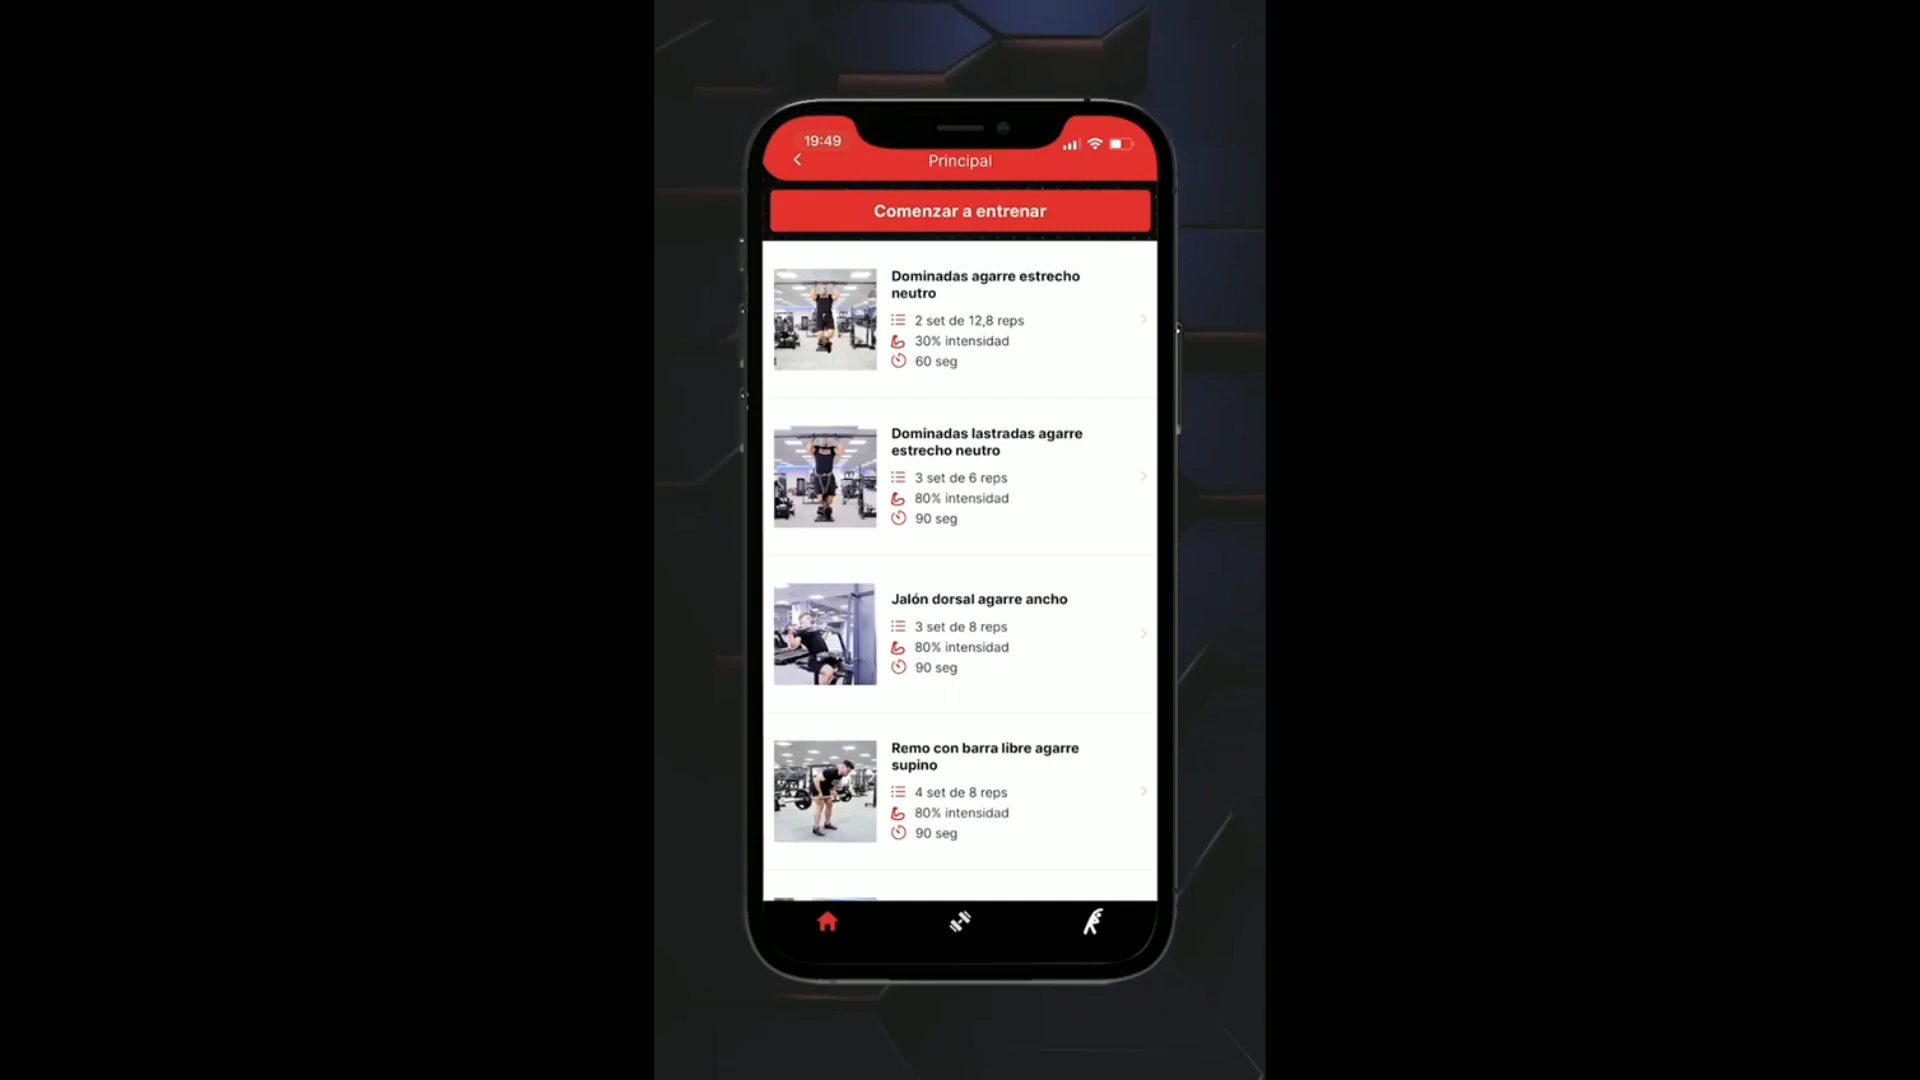 19:49
Principal
Comenzar a entrenar
Dominadas agarre estrecho
neutro
2 set de 12,8 reps
30% intensidad
60 seg
Dominadas lastradas agarre
estrecho neutro
3 set de 6 reps
80% intensidad
90 seg
Jalón dorsal agarre ancho
3 set de 8 reps
80% intensidad
90 seg
Remo con barra libre agarre
supino
4 set de 8 reps
80% intensidad
90 seg